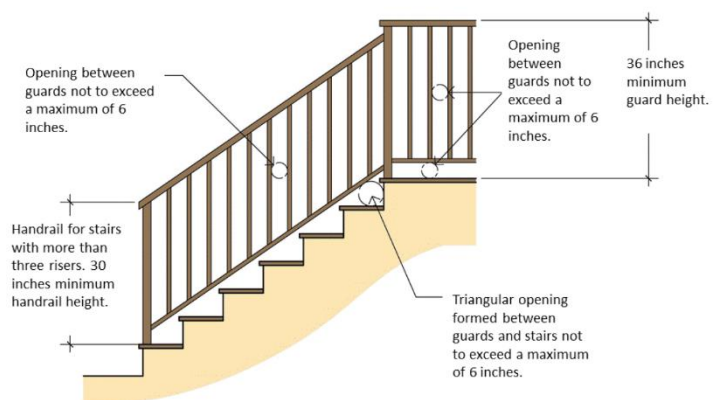 Opening between
guards not to exceed
a maximum of 6
inches.
Opening
between
guards not to
exceed a
maximum of 6
inches.
36 inches
minimum
guard height.
Handrail for stairs
with more than
three risers. 30
inches minimum
handrail height.
Triangular opening
formed between
guards and stairs not
to exceed a maximum
of 6 inches.